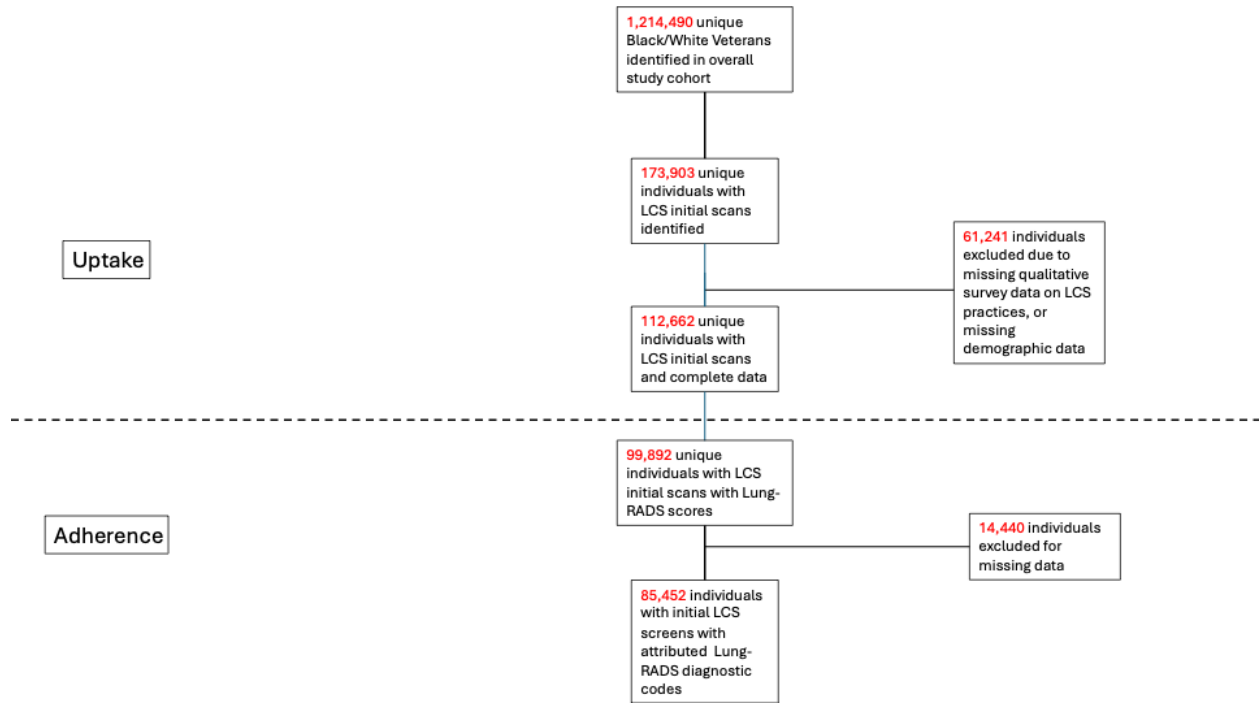 1,214,490 unique
Black/White Veterans
identified in overall
study cohort
173,903 unique
individuals with
LCS initial scans
identified
Uptake
61,241 individuals
excluded due to
missing qualitative
survey data on LCS
practices, or
missing
demographic data
112,662 unique
individuals with
LCS initial scans
and complete data
99,892 unique
individuals with LCS
initial scans with Lung-
RADS scores
Adherence
14,440 individuals
excluded for
missing data
85,452 individuals
with initial LCS
screens with
attributed Lung-
RADS diagnostic
codes